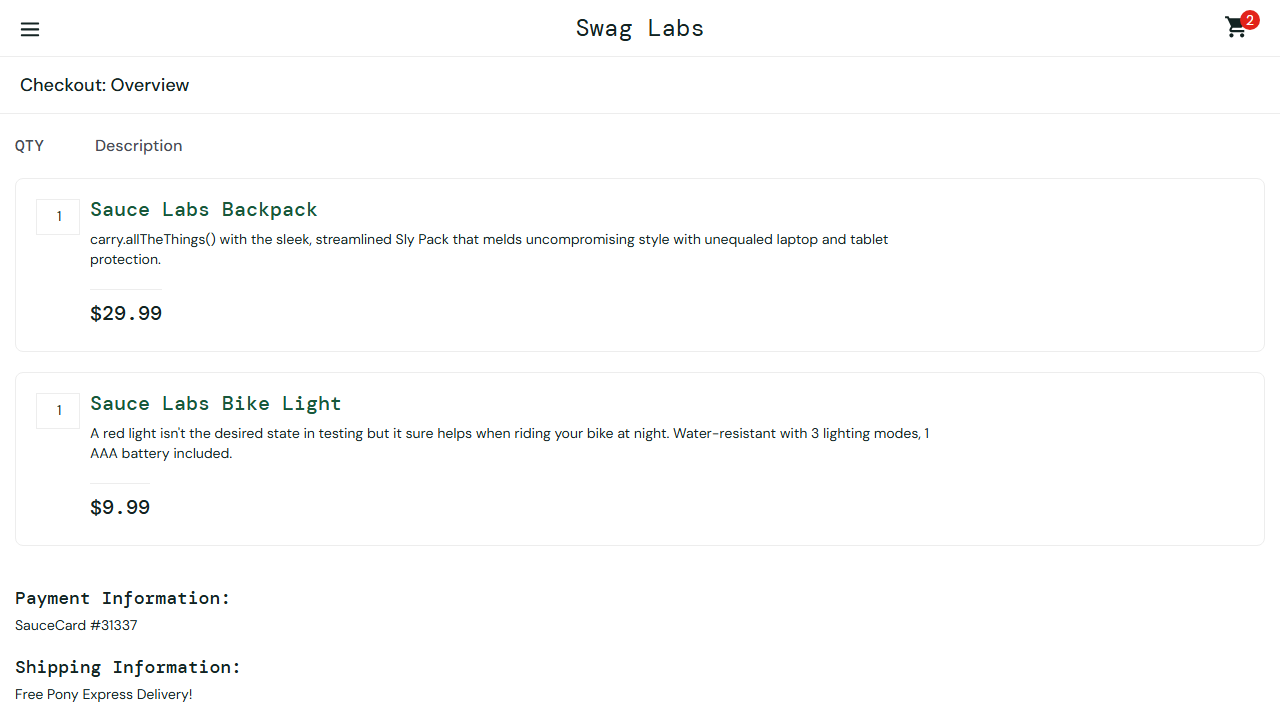 Swag Labs
2
Checkout: Overview
QTY Description
1 Sauce Labs Backpack
carry.allTheThings() with the sleek, streamlined Sly Pack that melds uncompromising style with unequaled laptop and tablet
protection.
$29.99
1 Sauce Labs Bike Light
A red light isn't the desired state in testing but it sure helps when riding your bike at night. Water-resistant with 3 lighting modes, 1
AAA battery included.
$9.99
Payment Information:
SauceCard #31337
Shipping Information:
Free Pony Express Delivery!